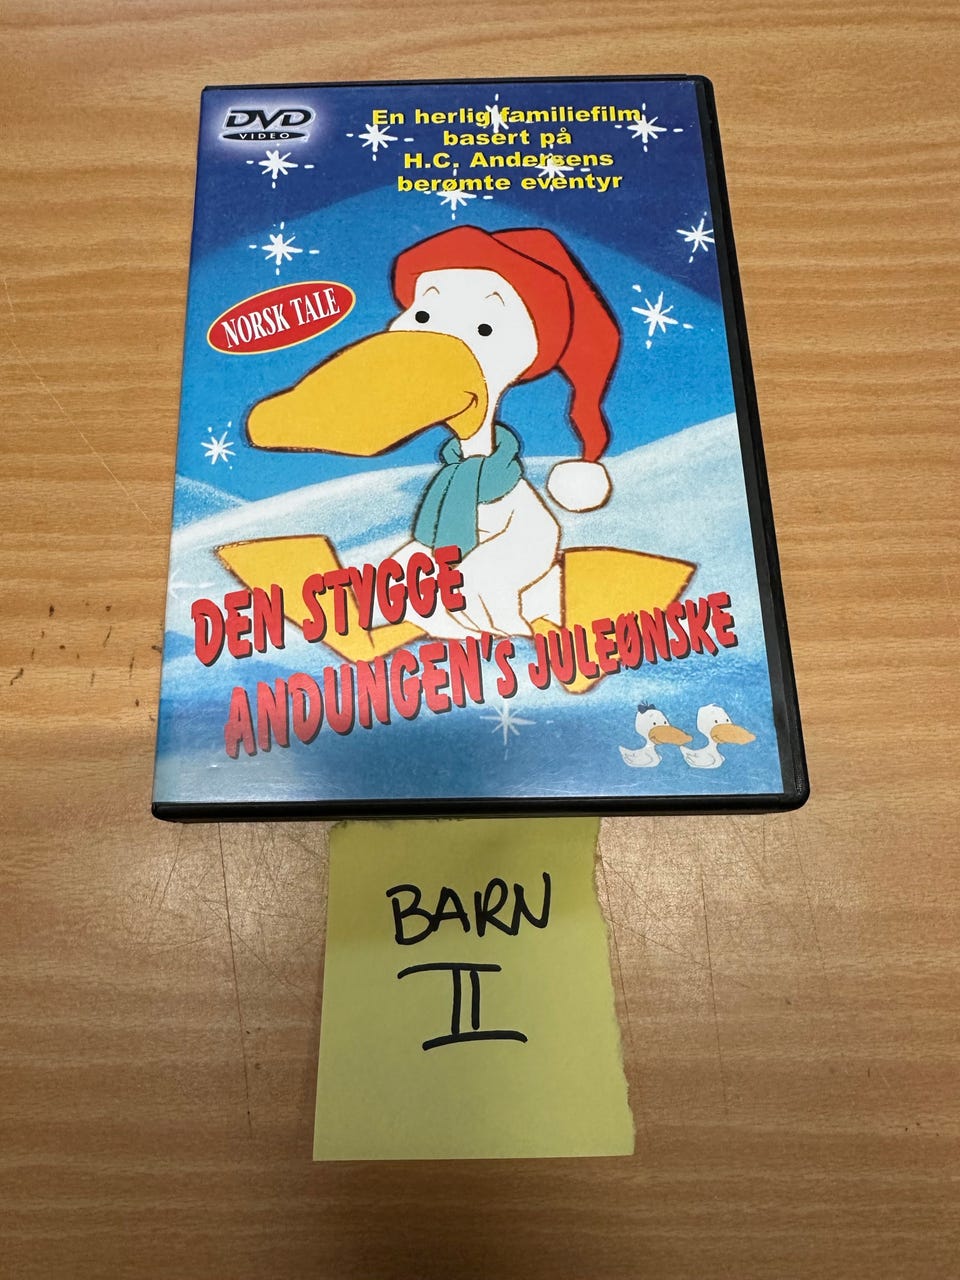 DVD
VIDEO
En herlig familiefilm
basert på
H.C. Andersens
berømte eventyr
NORSK TALE
DEN STYGGE
ANDUNGEN's JULEØNSKE
BARN
II